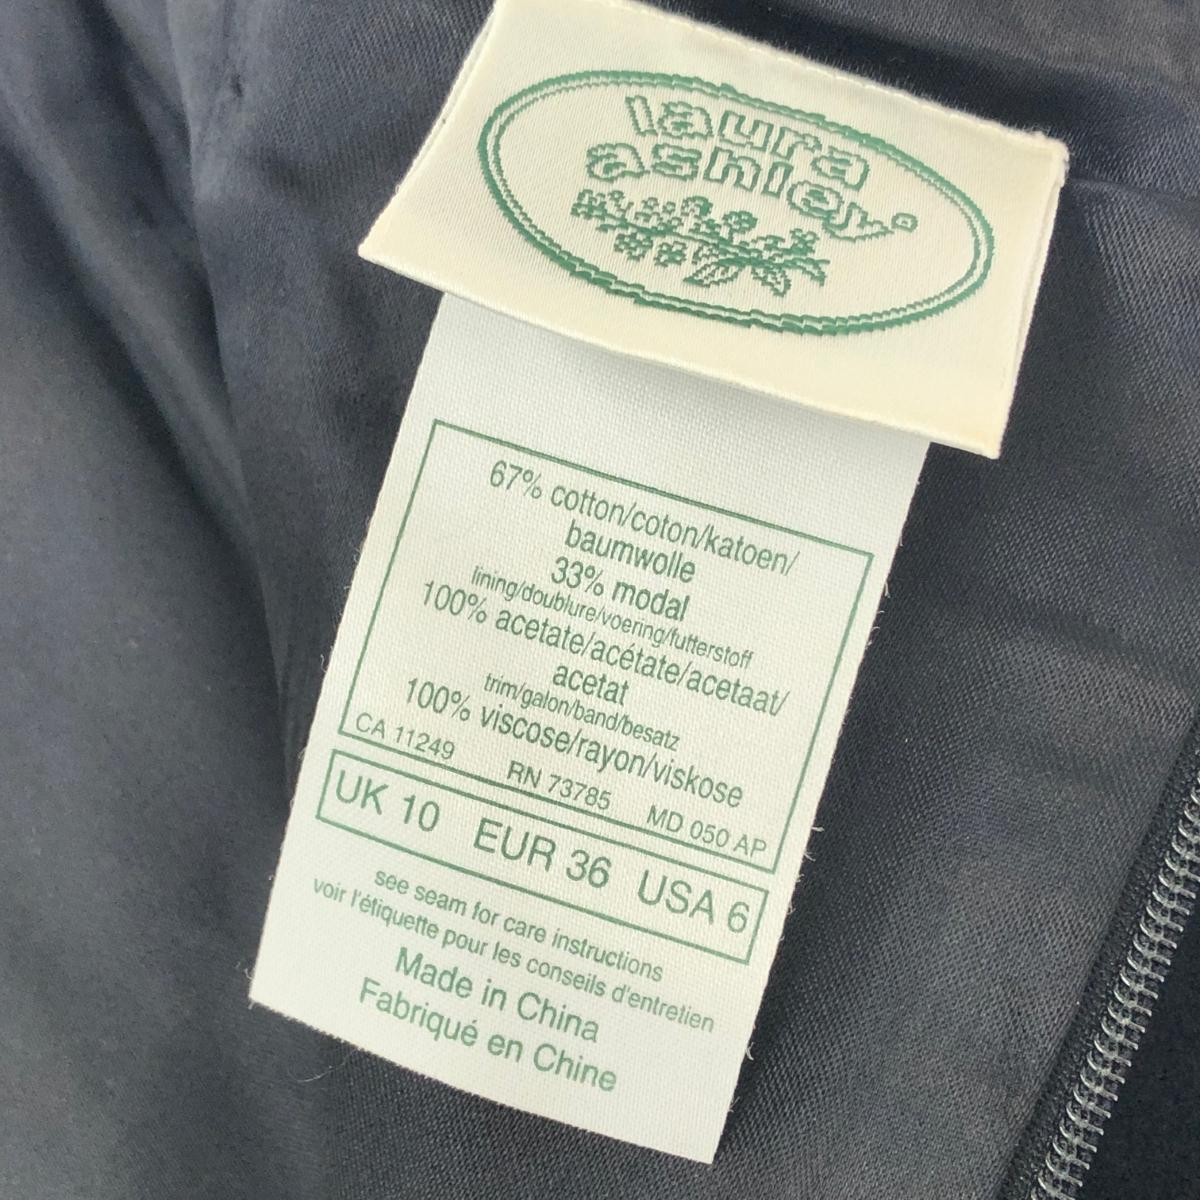 laura
ashley®
67% cotton/coton/katoen/
baumwolle
33% modal
lining/doublure/voering/futterstoff
100% acetate/acétate/acetaat/
acetat
trim/galon/band/besatz
100% viscose/rayon/viskose
CA 11249 RN 73785 MD 050 AP
UK 10 EUR 36 USA 6
see seam for care instructions
voir l'étiquette pour les conseils d'entretien
Made in China
Fabriqué en Chine